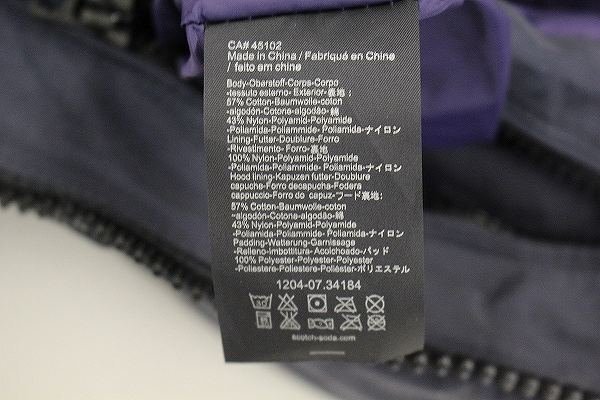 CA# 45102
Made in China / Fabriqué en Chine
/ feito em chine
Body-Oberstoff-Corps-Corpo
-tessuto esterno- Exterior-表地 :
57% Cotton-Baumwolle-coton
-algodón-Cotone-algodão-綿
43% Nylon-Polyamid-Polyamide
-Poliamida-Poliammide- Poliamida-ナイロン
Lining-Futter-Doublure-Forro
-Rivestimento- Forro-裏地
100% Nylon-Polyamid-Polyamide
-Poliamida-Poliammide -Poliamida-ナイロン
Hood lining-Kapuzen futter-Doublure
capuche-Forro decapucha-Fodera
cappuccio-Forro do capuz-フード裏地:
57% Cotton-Baumwolle-coton
-algodón-Cotone-algodão-綿
43% Nylon-Polyamid-Polyamide
-Poliamida-Poliammide -Poliamida-ナイロン
Padding-Watterung-Garnissage
-Relleno-imbottitura- Acoichoado-パッド
100% Polyester-Polyester-Polyester
-Poliestere-Poliestere-Poliéster-ポリエステル
1204-07.34184
scotch-soda.com